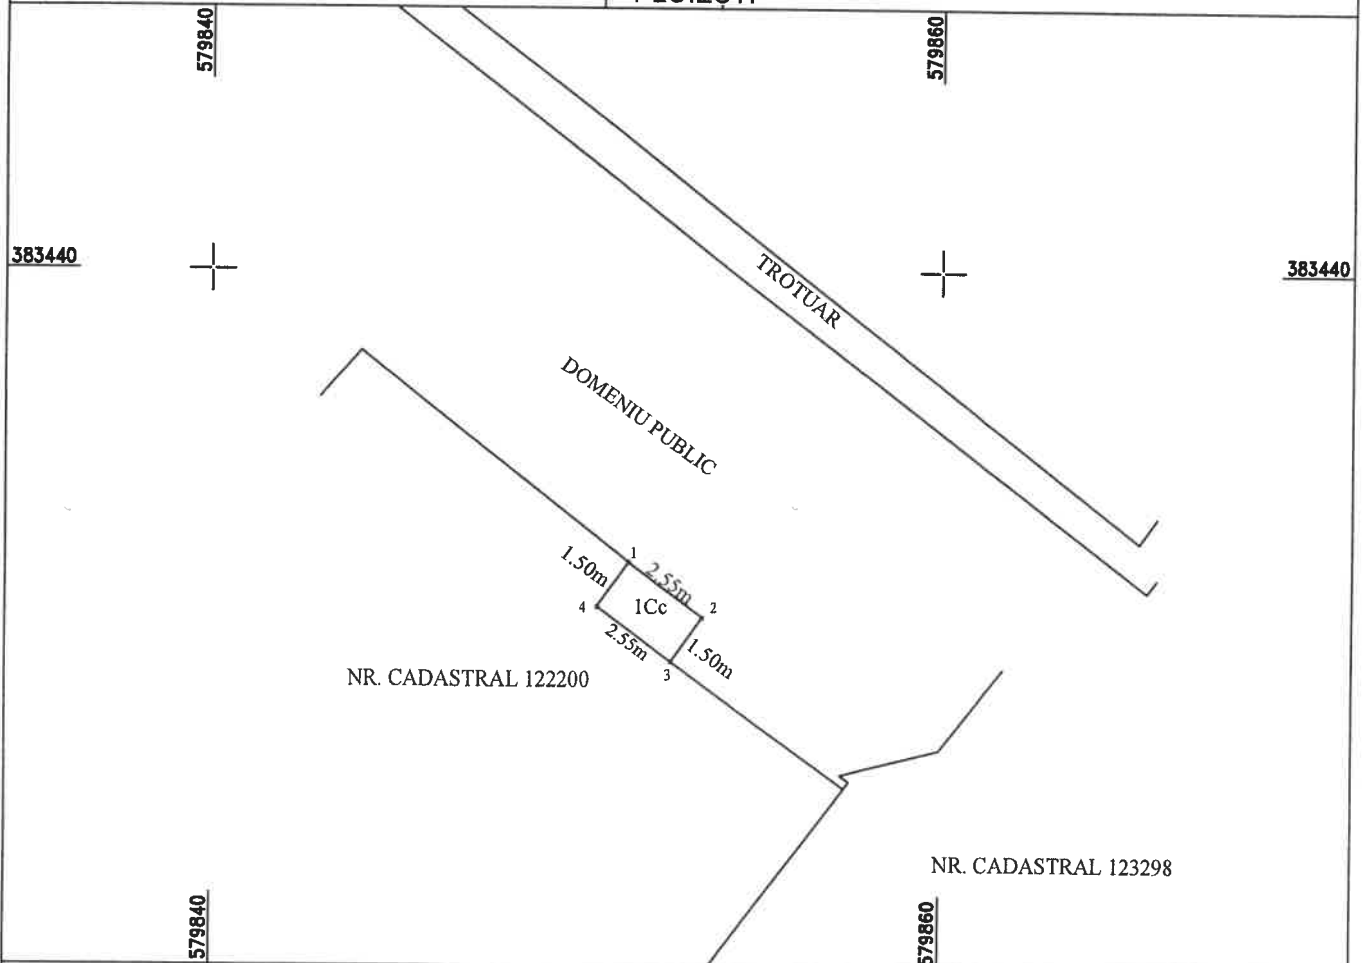 579840
579860
383440
383440
TROTUAR
DOMENIU PUBLIC
1
1.50m
2.55m
2
4
1Cc
2.55m
1.50m
3
NR. CADASTRAL 122200
NR. CADASTRAL 123298
579840
579860